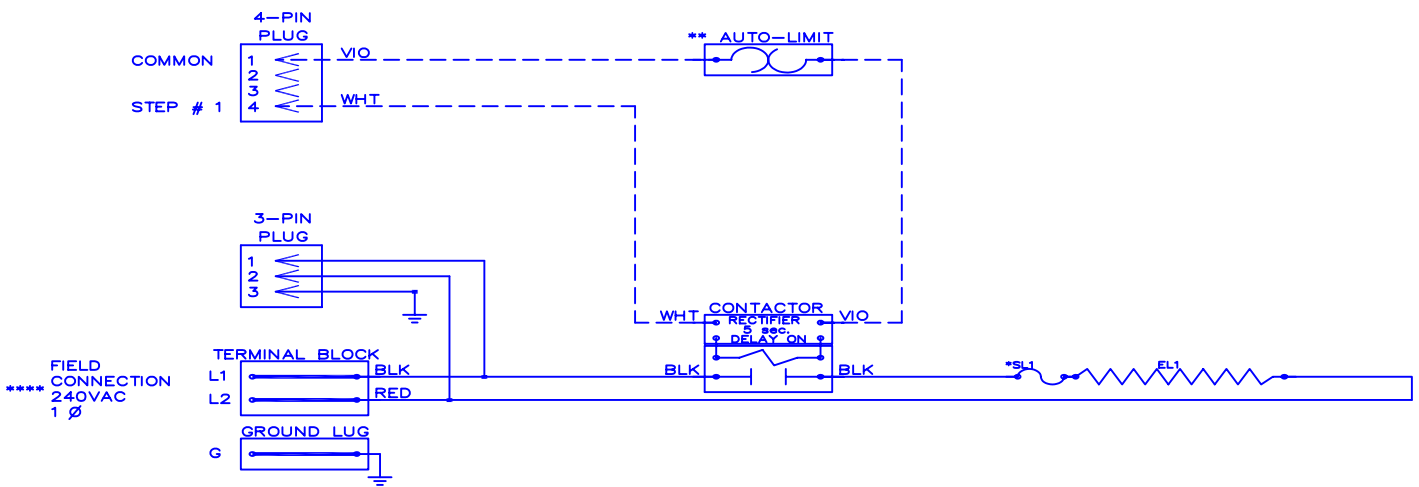 4-PIN
PLUG
COMMON
1
2
3
4
STEP # 1
VIO
WHT
** AUTO-LIMIT
3-PIN
PLUG
1
2
3
CONTACTOR
WHT
RECTIFIER
5 sec.
DELAY ON
VIO
TERMINAL BLOCK
L1
BLK
BLK
BLK
*SL1
EL1
**** FIELD
CONNECTION
240VAC
1 Ø
L2
RED
GROUND LUG
G